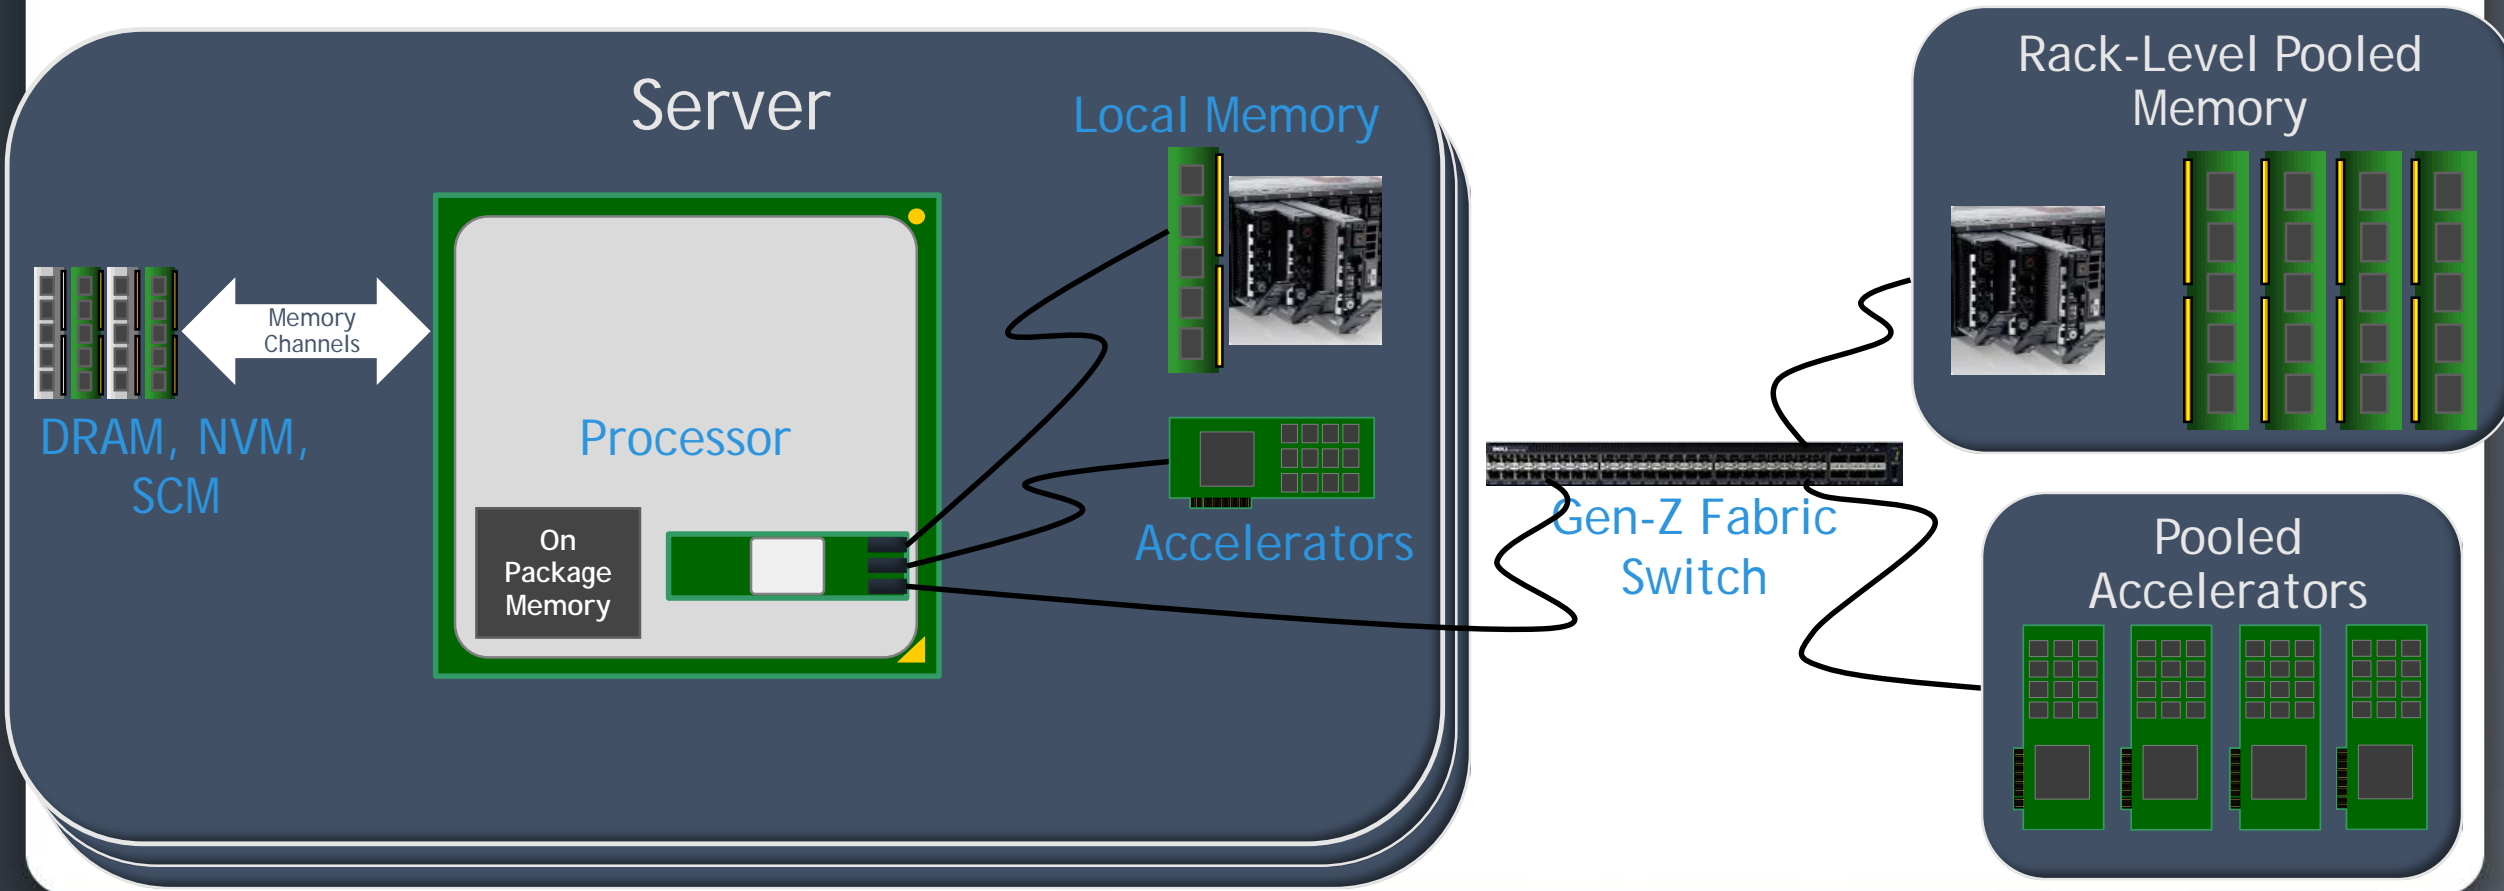 Server
Local Memory
Memory
Channels
DRAM, NVM,
SCM
Processor
On
Package
Memory
Accelerators
Gen-Z Fabric
Switch
Rack-Level Pooled
Memory
Pooled
Accelerators